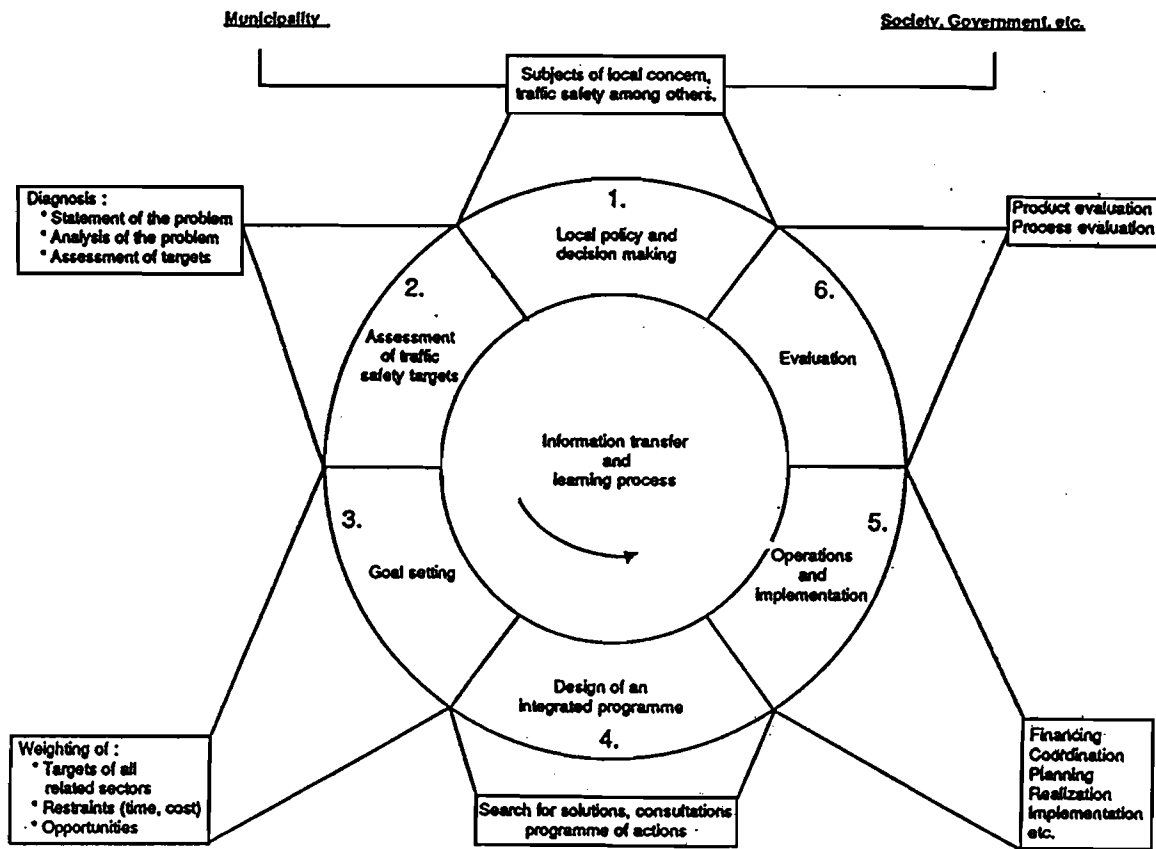 Municipality
Society, Government, etc.
Subjects of local concern,
traffic safety among others.
Diagnosis :
* Statement of the problem
* Analysis of the problem
* Assessment of targets
Product evaluation
Process evaluation
1.
Local policy and
decision making
2.
Assessment
of traffic
safety targets
6.
Evaluation
Information transfer
and
learning process
3.
Goal setting
5.
Operations
and
implementation
Design of an
integrated programme
4.
Weighting of :
* Targets of all
related sectors
* Restraints (time, cost)
* Opportunities
Search for solutions, consultations
programme of actions
Financing
Coordination
Planning
Realization
Implementation
etc.